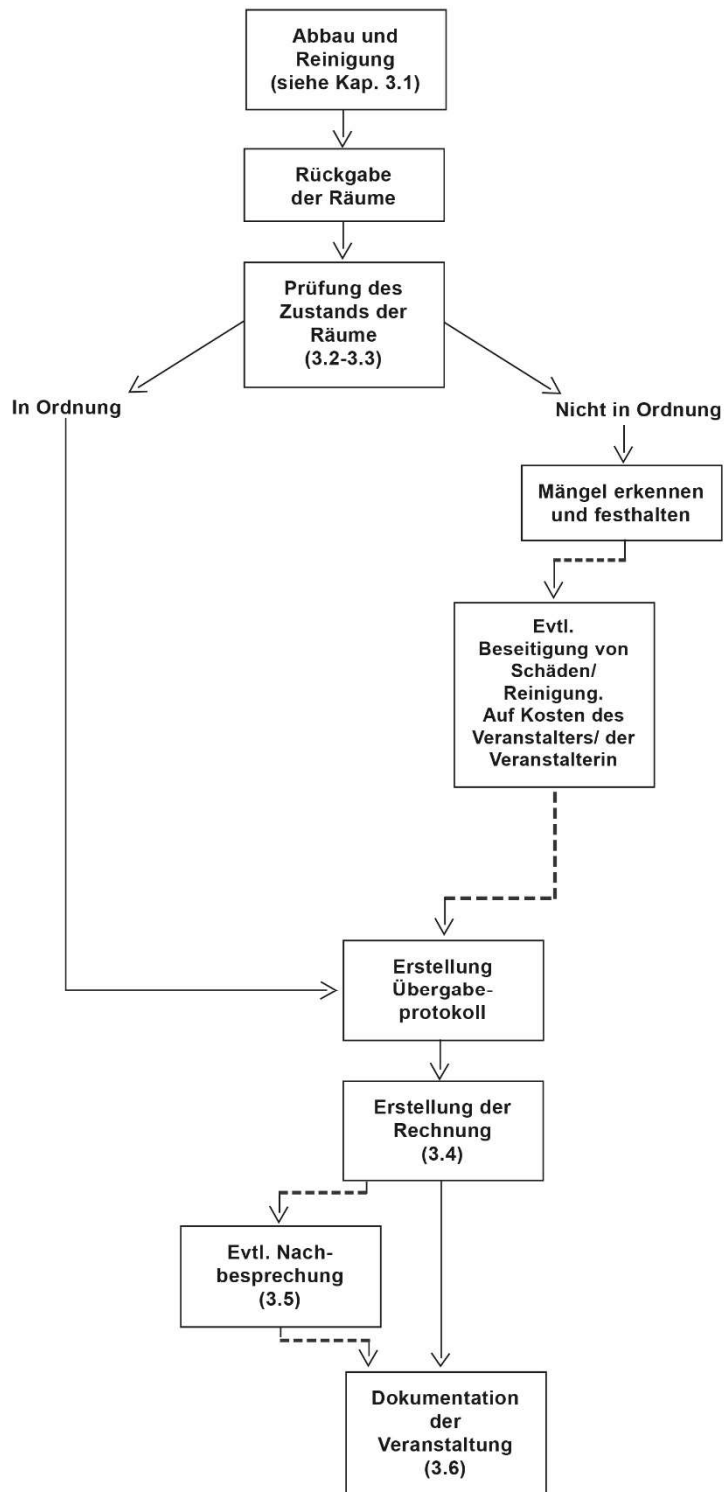 Abbau und
Reinigung
(siehe Kap. 3.1)
Rückgabe
der Räume
Prüfung des
Zustands der
Räume
(3.2-3.3)
In Ordnung
Nicht in Ordnung
Mängel erkennen
und festhalten
Evtl.
Beseitigung von
Schäden/
Reinigung.
Auf Kosten des
Veranstalters/ der
Veranstalterin
Erstellung
Übergabe-
protokoll
Erstellung der
Rechnung
(3.4)
Evtl. Nach-
besprechung
(3.5)
Dokumentation
der
Veranstaltung
(3.6)